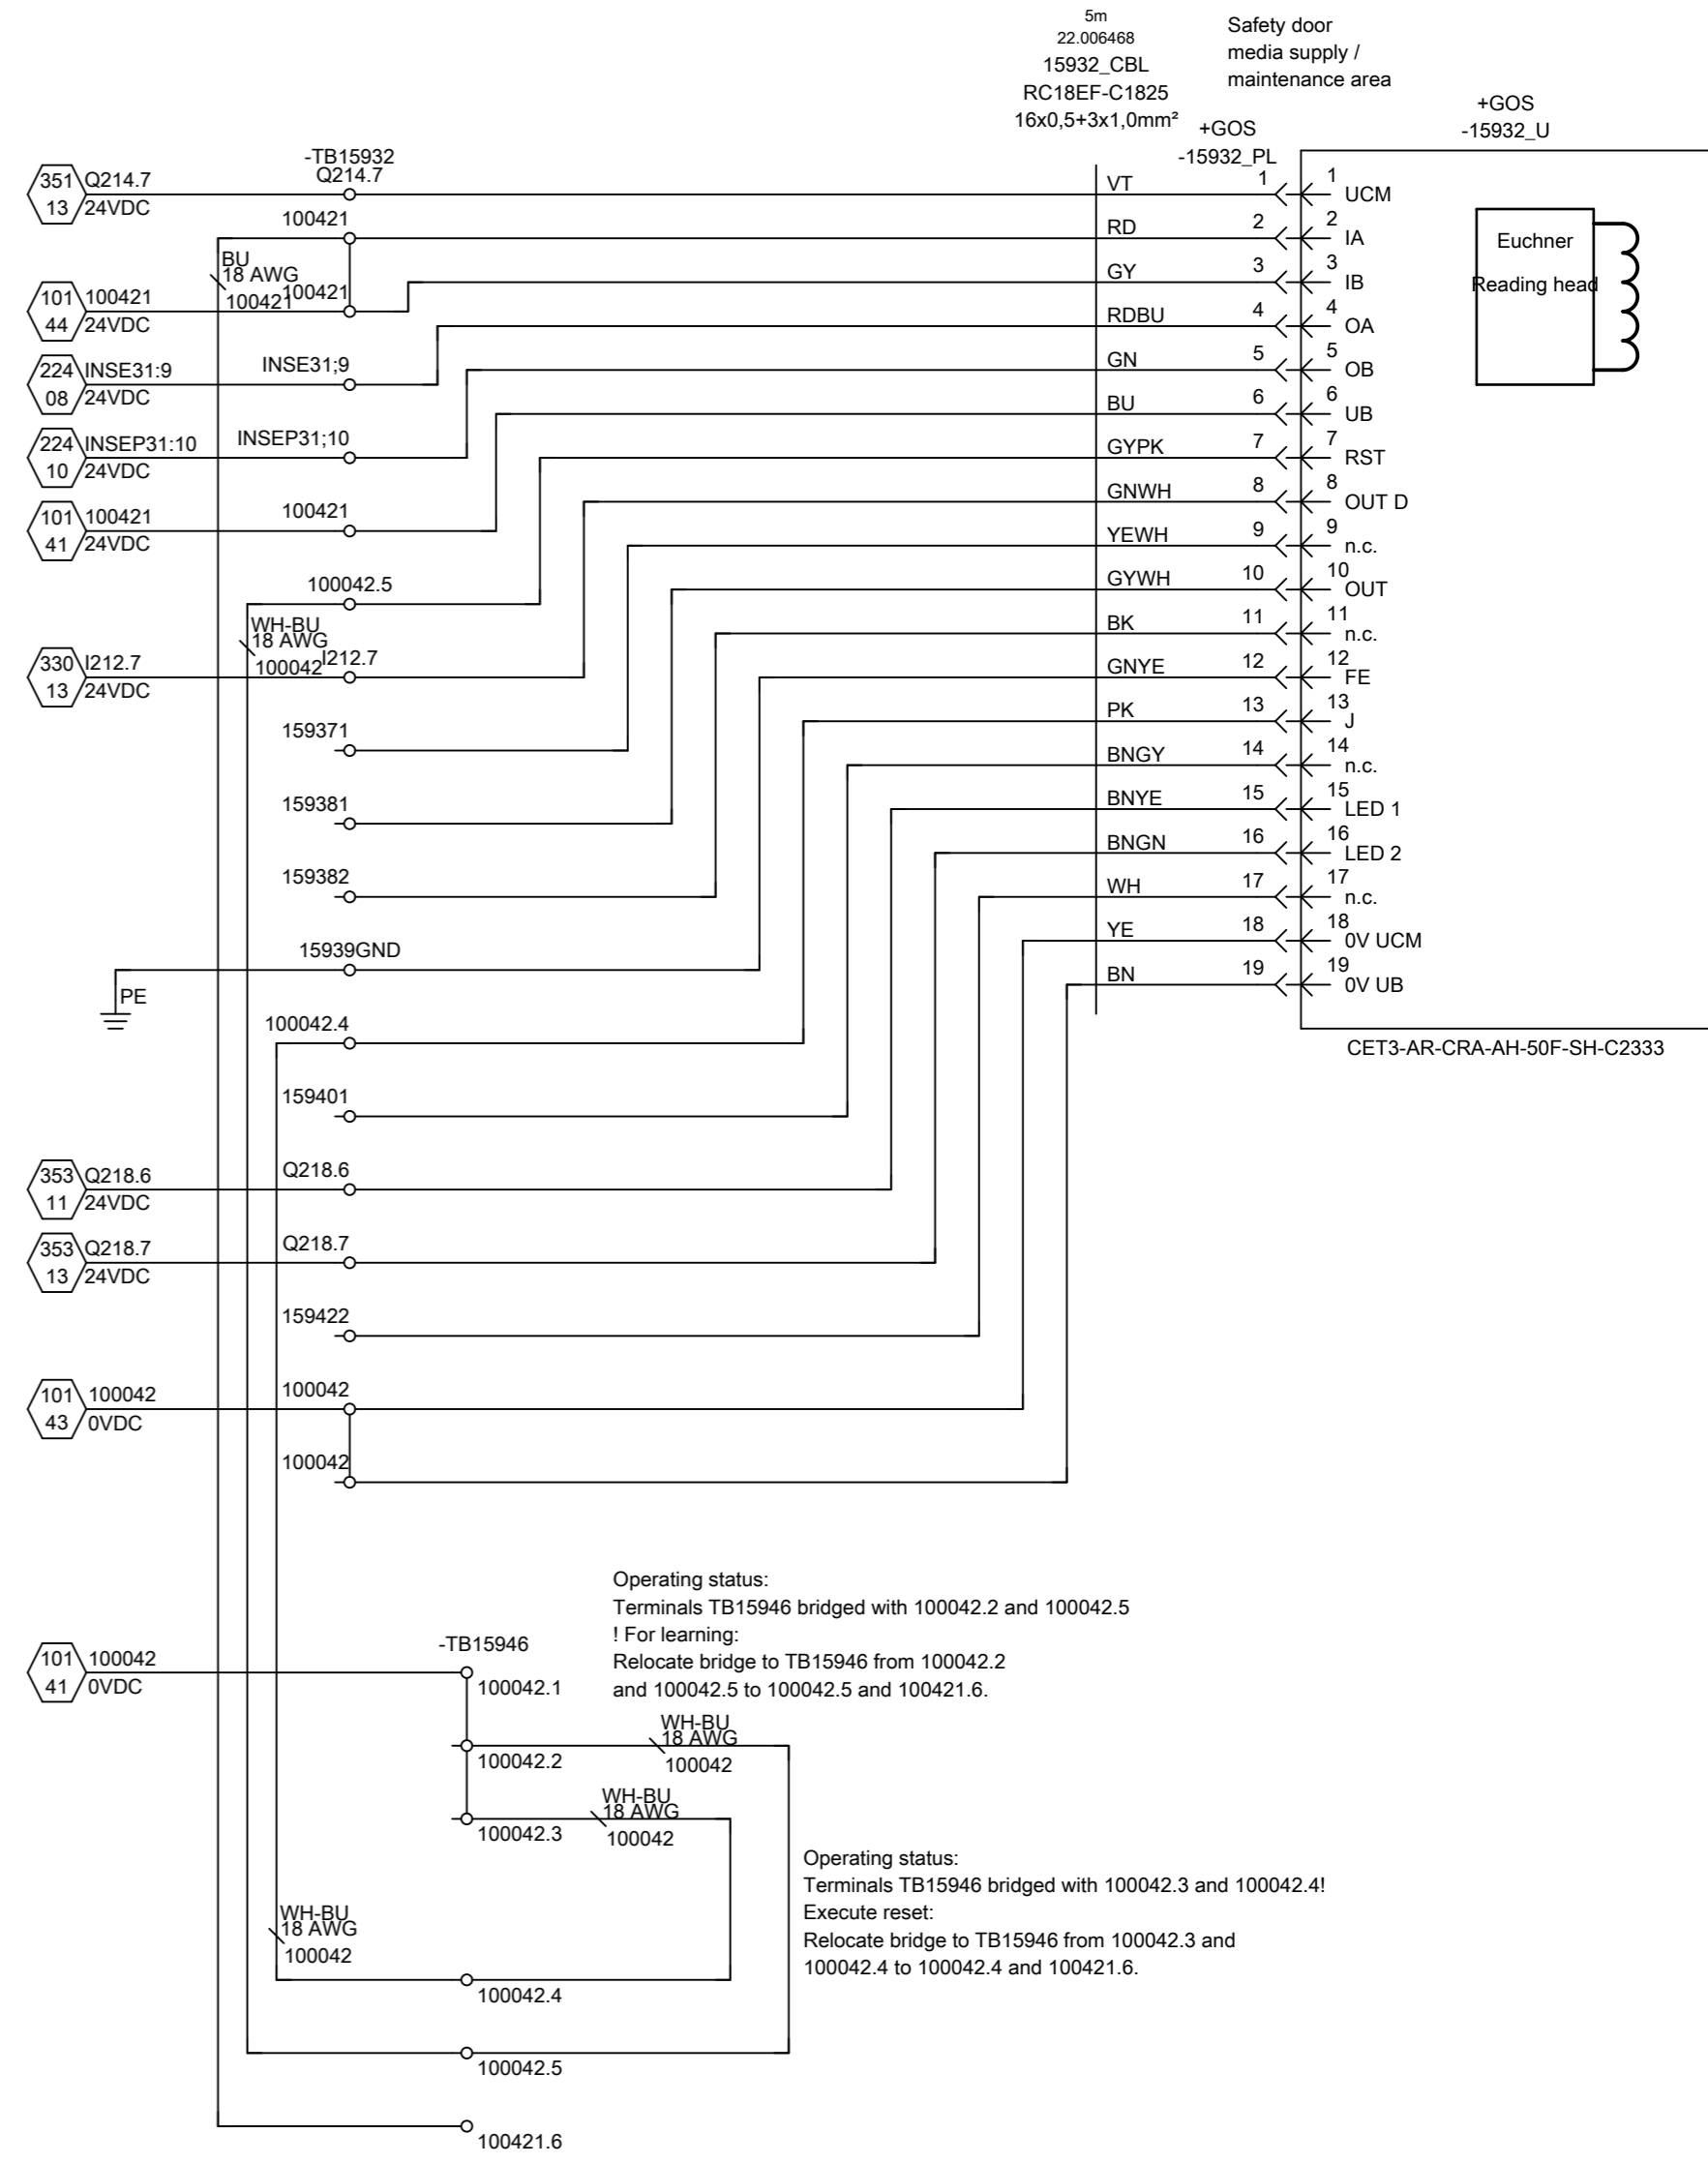 5m
22.006468
15932_CBL
RC18EF-C1825
16x0,5+3x1,0mm²
Safety door
media supply /
maintenance area
+GOS
-15932_PL
+GOS
-15932_U
-TB15932
351 Q214.7 Q214.7 VT 1 1 UCM
13 24VDC
100421 RD 2 2 IA
BU
18 AWG
100421
101 100421 100421 GY 3 3 IB
44 24VDC
RDBU 4 4 OA
224 INSE31:9 INSE31;9
08 24VDC
GN 5 5 OB
BU 6 6 UB
224 INSEP31:10 INSEP31;10 GYPK 7 7 RST
10 24VDC
GNWH 8 8 OUT D
101 100421 100421
41 24VDC
YEWH 9 9 n.c.
100042.5 GYWH 10 10 OUT
WH-BU
18 AWG
100042
BK 11 11 n.c.
330 I212.7 I212.7 GNYE 12 12 FE
13 24VDC
PK 13 13 J
159371
BNGY 14 14 n.c.
159381 BNYE 15 15 LED 1
BNGN 16 16 LED 2
159382 WH 17 17 n.c.
YE 18 18 0V UCM
15939GND
PE
BN 19 19 0V UB
100042.4
CET3-AR-CRA-AH-50F-SH-C2333
Euchner
Reading head
159401
353 Q218.6 Q218.6
11 24VDC
353 Q218.7 Q218.7
13 24VDC
159422
101 100042 100042
43 0VDC
100042
Operating status:
Terminals TB15946 bridged with 100042.2 and 100042.5
! For learning:
Relocate bridge to TB15946 from 100042.2
and 100042.5 to 100042.5 and 100421.6.
-TB15946
101 100042
41 0VDC
100042.1
WH-BU
18 AWG
100042
100042.2
WH-BU
18 AWG
100042
100042.3
Operating status:
Terminals TB15946 bridged with 100042.3 and 100042.4!
Execute reset:
Relocate bridge to TB15946 from 100042.3 and
100042.4 to 100042.4 and 100421.6.
WH-BU
18 AWG
100042
100042.4
100042.5
100421.6